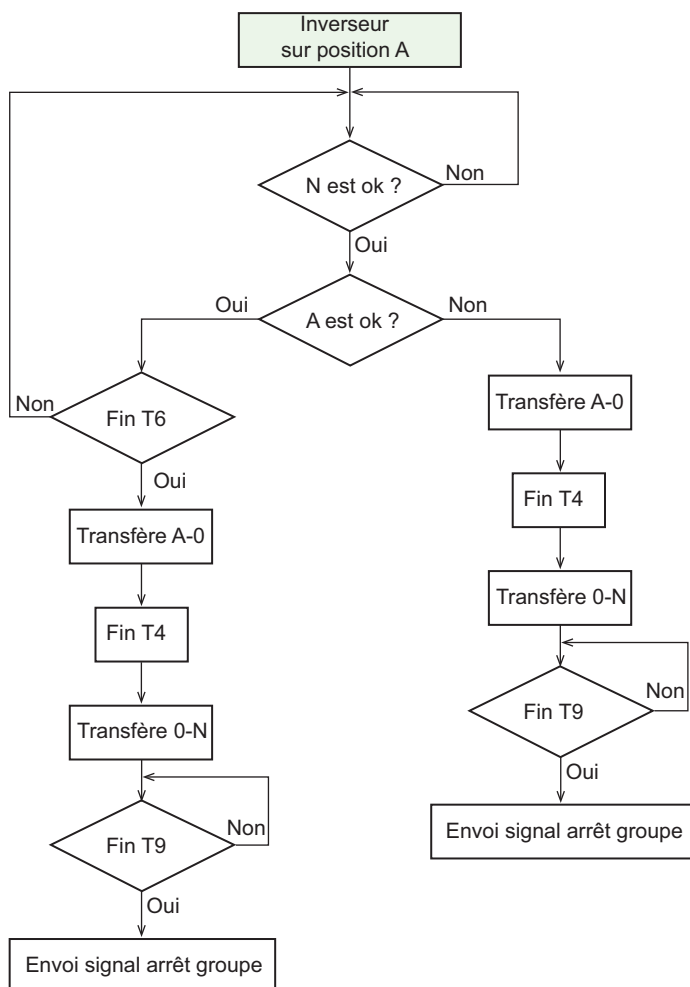 Inverseur
sur position A
N est ok ?
Non
Oui
Oui
A est ok ?
Non
Non
Fin T6
Oui
Transfère A-0
Fin T4
Transfère 0-N
Fin T9
Non
Oui
Envoi signal arrêt groupe
Transfère A-0
Fin T4
Transfère 0-N
Fin T9
Non
Oui
Envoi signal arrêt groupe